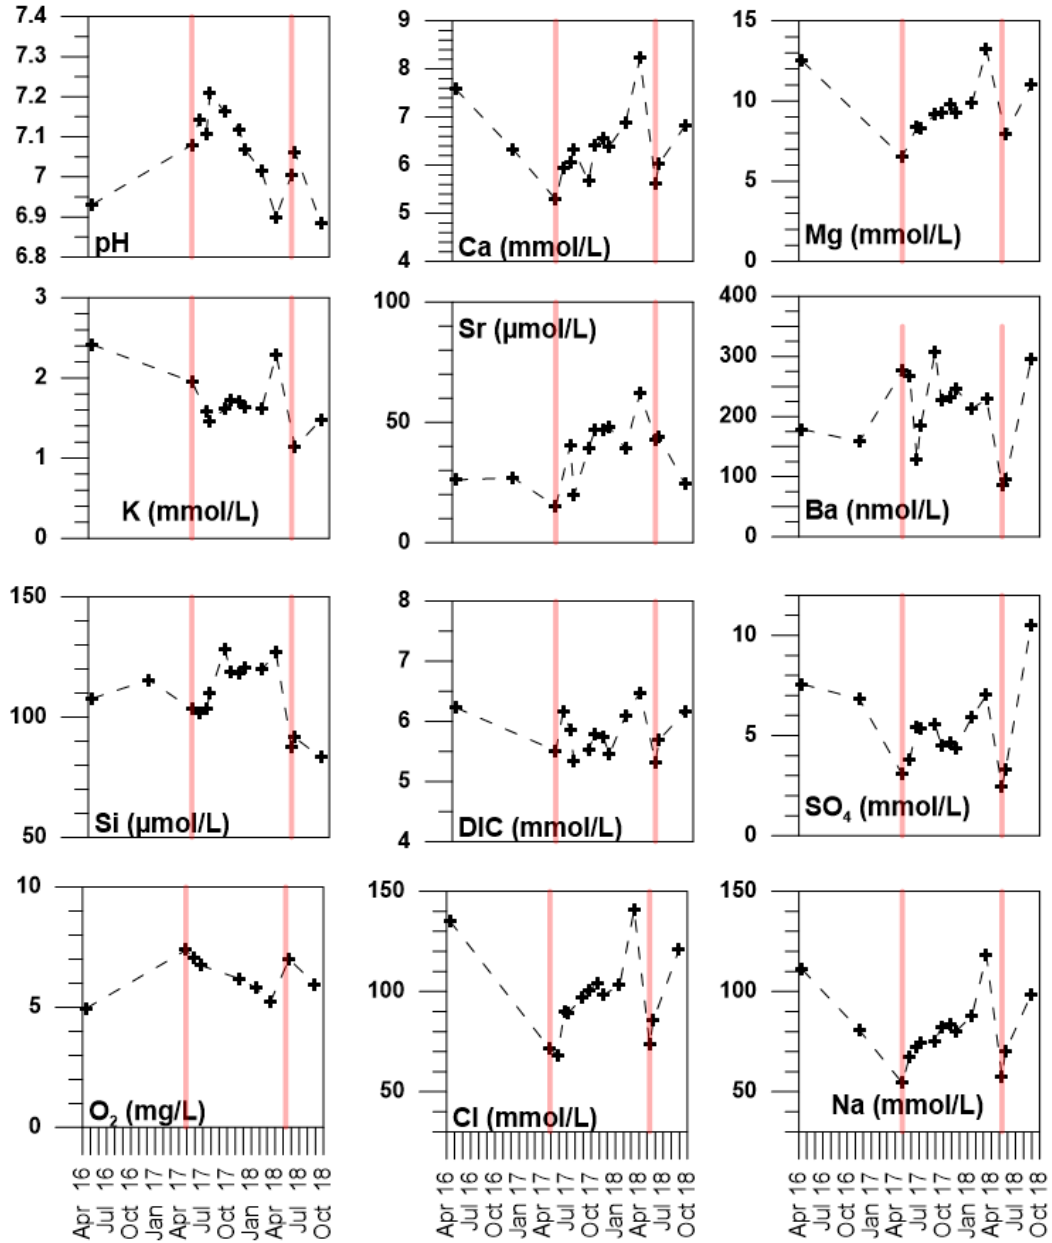 7.4
7.3
7.2
7.1
7
6.9
6.8
pH
9
8
7
6
5
4
Ca (mmol/L)
15
10
5
0
Mg (mmol/L)
3
2
1
0
K (mmol/L)
100
50
0
Sr (µmol/L)
400
300
200
100
0
Ba (nmol/L)
150
100
50
Si (µmol/L)
8
7
6
5
4
DIC (mmol/L)
10
5
0
SO₄ (mmol/L)
10
5
0
O₂ (mg/L)
150
100
50
Cl (mmol/L)
150
100
50
Na (mmol/L)
Apr 16
Jul 16
Oct 16
Jan 17
Apr 17
Jul 17
Oct 17
Jan 18
Apr 18
Jul 18
Oct 18
Apr 16
Jul 16
Oct 16
Jan 17
Apr 17
Jul 17
Oct 17
Jan 18
Apr 18
Jul 18
Oct 18
Apr 16
Jul 16
Oct 16
Jan 17
Apr 17
Jul 17
Oct 17
Jan 18
Apr 18
Jul 18
Oct 18